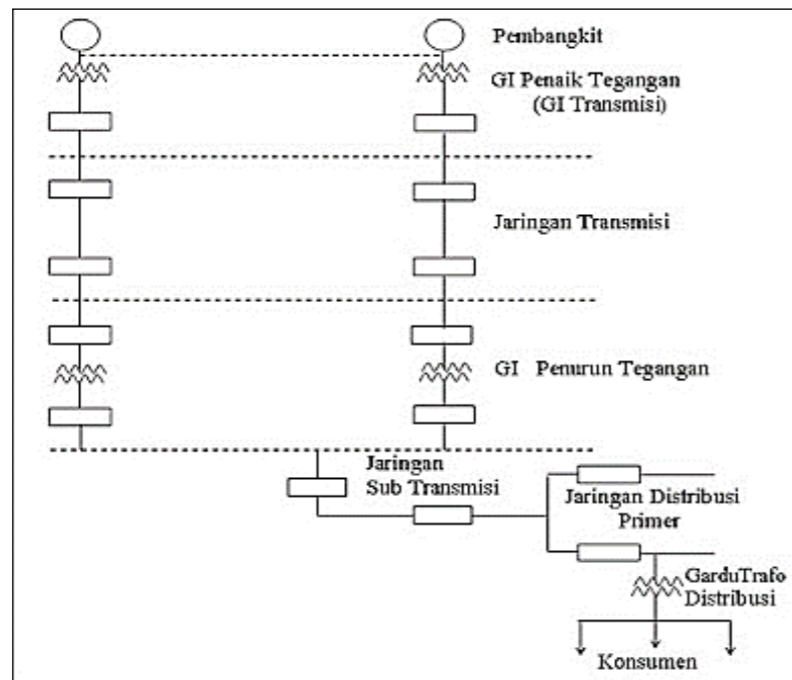 Pembangkit
GI Penaik Tegangan
(GI Transmisi)
Jaringan Transmisi
GI Penurun Tegangan
Jaringan
Sub Transmisi
Jaringan Distribusi
Primer
GarduTrafo
Distribusi
Konsumen